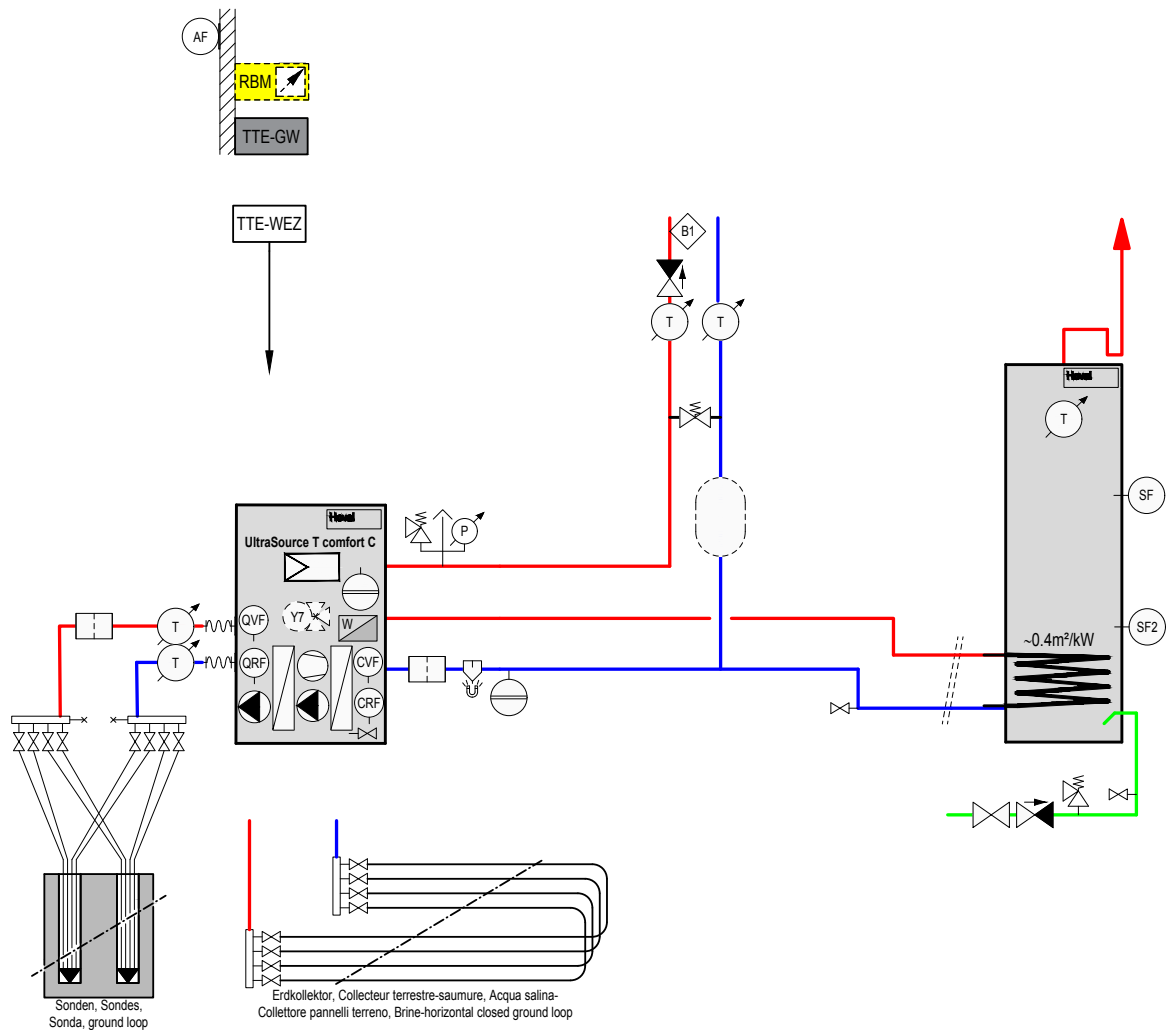 AF
RBM
TTE-GW
TTE-WEZ
B1
T
T
Hoval
T
SF
Hoval
UltraSource T comfort C
P
QVF
Y7
W
T
SF2
~0.4m²/kW
T
QRF
CVF
CRF
Sonden, Sondes,
Sonda, ground loop
Erdkollektor, Collecteur terrestre-saumure, Acqua salina-
Collettore pannelli terreno, Brine-horizontal closed ground loop